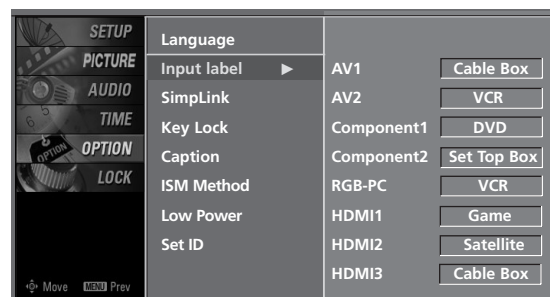 SETUP
PICTURE
AUDIO
TIME
OPTION
LOCK
Move MENU Prev
Language
Input label ►
SimpLink
Key Lock
Caption
ISM Method
Low Power
Set ID
AV1 Cable Box
AV2 VCR
Component1 DVD
Component2 Set Top Box
RGB-PC VCR
HDMI1 Game
HDMI2 Satellite
HDMI3 Cable Box